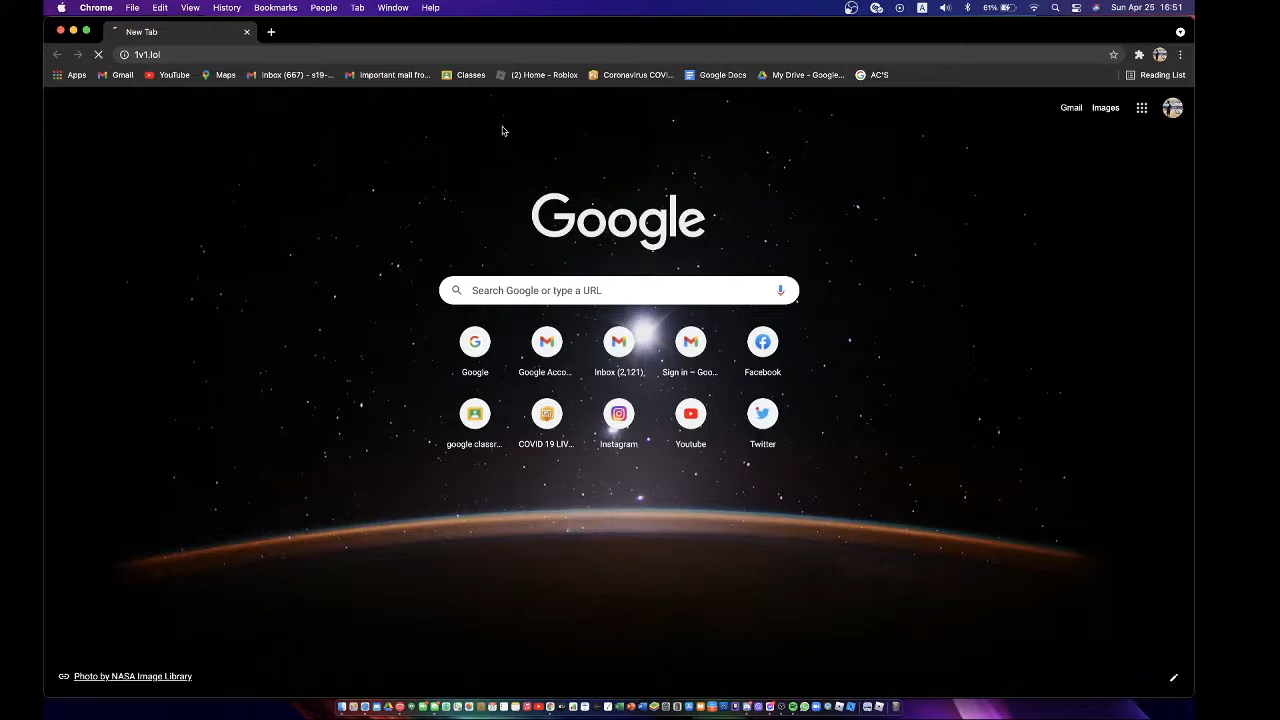 Chrome File Edit View History Bookmarks People Tab Window Help A 61% Sun Apr 25 16:51
New Tab
1v1.lol
Apps Gmail YouTube Maps Inbox (667) - s19-... Important mail fro... Classes (2) Home - Roblox Coronavirus COVI... Google Docs My Drive - Google... AC'S Reading List
Gmail Images
Google
Search Google or type a URL
Google Google Acco... Inbox (2,121), Sign in – Goo... Facebook
google classr... COVID 19 LIV... Instagram Youtube Twitter
Photo by NASA Image Library